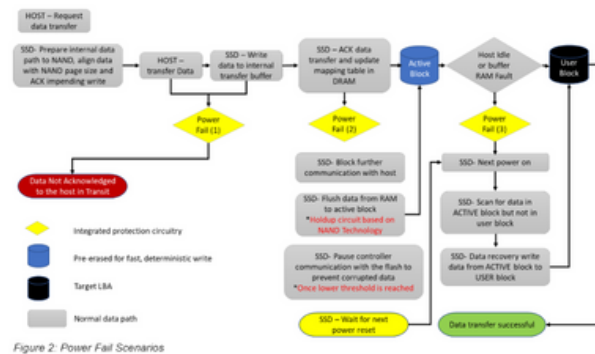 HOST – Request
data transfer
SSD- Prepare internal data
path to NAND, align data
with NAND page size and
ACK impending write
HOST –
transfer Data
SSD – Write
data to internal
transfer buffer
SSD – ACK data
transfer and update
mapping table in
DRAM
Active
Block
Host Idle
or buffer
RAM Fault
User
Block
Power
Fail (1)
Power
Fail (2)
Power
Fail (3)
Data Not Acknowledged
to the host in Transit
SSD- Block further
communication with host
SSD- Flush data from RAM
to active block
*Holdup circuit based on
NAND Technology
SSD- Pause controller
communication with the flash to
prevent corrupted data
*Once lower threshold is reached
SSD – Wait for next
power reset
SSD- Next power on
SSD- Scan for data in
ACTIVE block but not in
user block
SSD- Data recovery write
data from ACTIVE block to
USER block
Data transfer successful
Integrated protection circuitry
Pre-erased for fast, deterministic write
Target LBA
Normal data path
Figure 2: Power Fail Scenarios